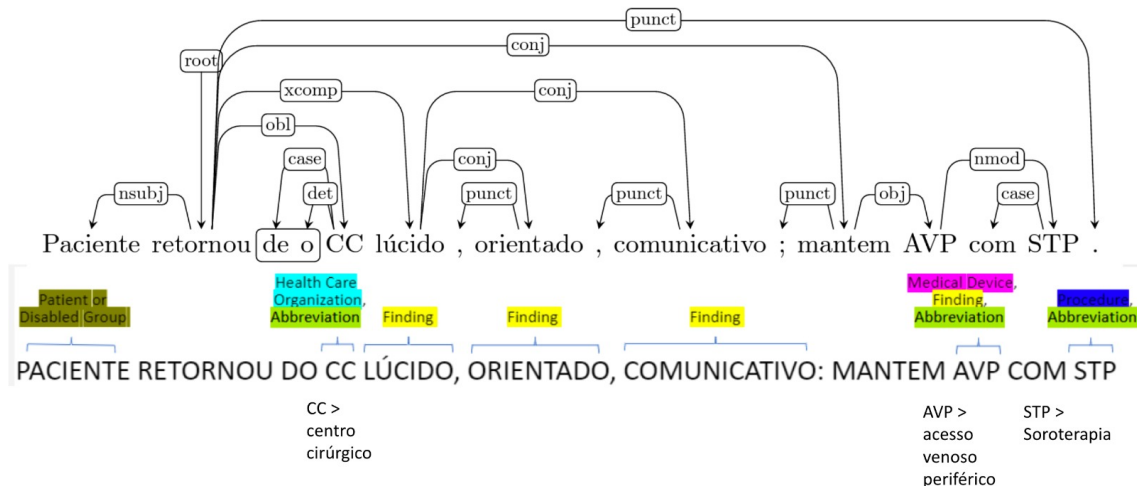 punct
conj
root
xcomp conj
obl
case conj nmod
nsubj det punct punct punct obj case
Paciente retornou de o CC lúcido , orientado , comunicativo ; mantem AVP com STP .
Patient or Disabled Group
Health Care Organization, Abbreviation
Finding
Finding
Finding
Medical Device, Finding, Abbreviation
Procedure, Abbreviation
PACIENTE RETORNOU DO CC LÚCIDO, ORIENTADO, COMUNICATIVO: MANTEM AVP COM STP
CC >
centro
cirúrgico
AVP >
acesso
venoso
periférico
STP >
Soroterapia